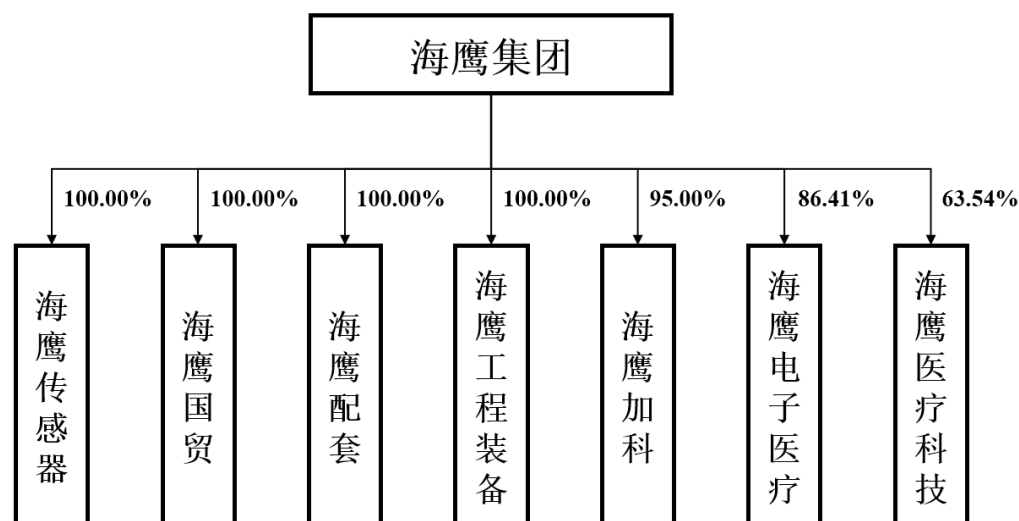 海鹰集团
100.00%
100.00%
100.00%
100.00%
95.00%
86.41%
63.54%
海鹰传感器
海鹰国贸
海鹰配套
海鹰工程装备
海鹰加科
海鹰电子医疗
海鹰医疗科技